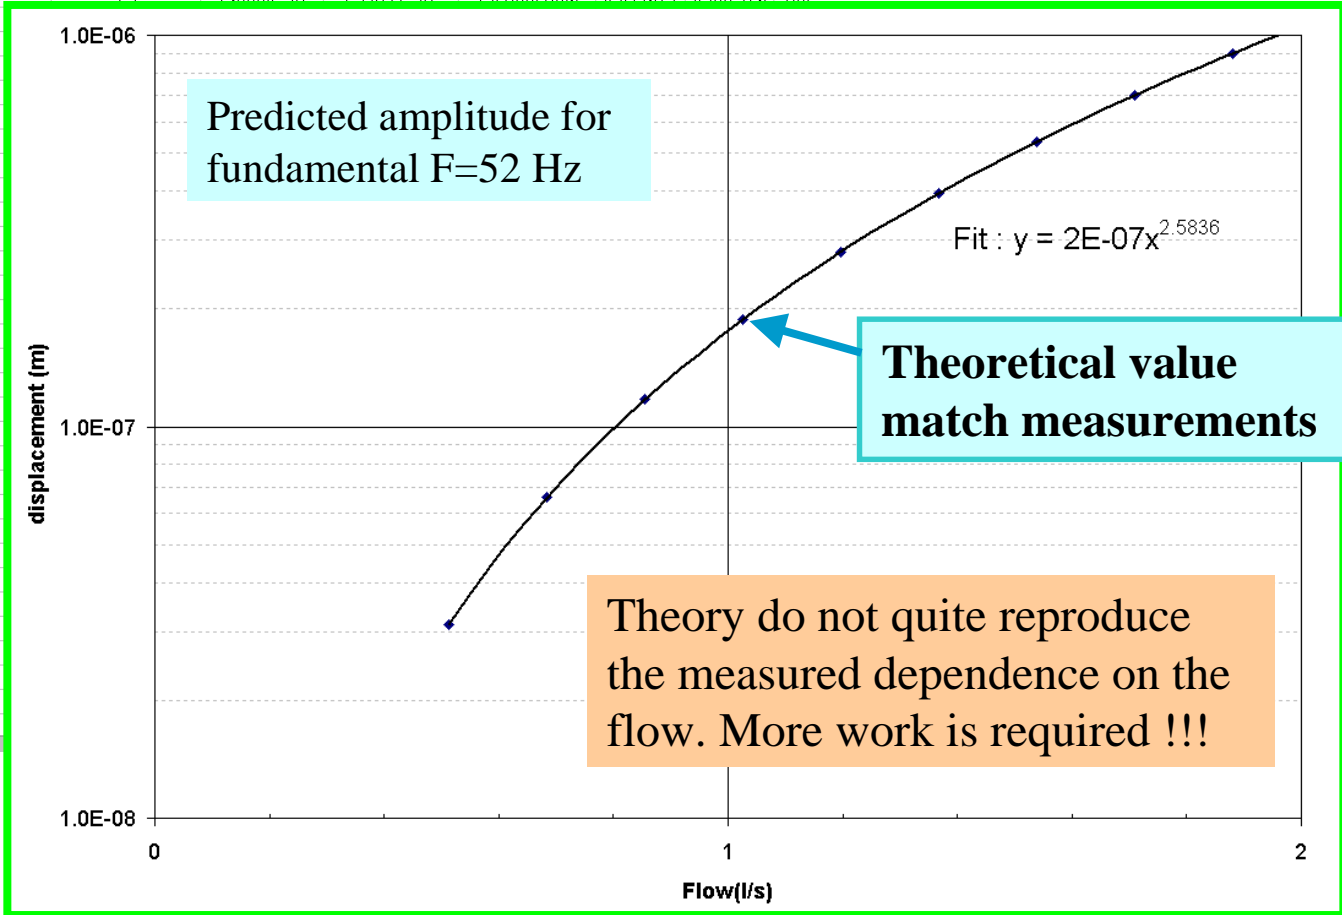 1.0E-06
Predicted amplitude for
fundamental F=52 Hz
Fit : y = 2E-07x^2.5836
Theoretical value
match measurements
displacement (m)
1.0E-07
Theory do not quite reproduce
the measured dependence on the
flow. More work is required !!!
1.0E-08
0 1 2
Flow(l/s)